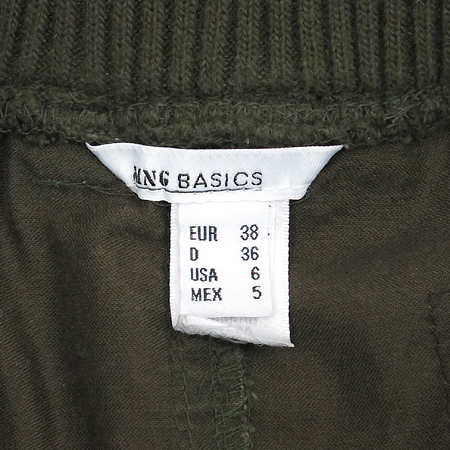 MNG BASICS
EUR 38
D 36
USA 6
MEX 5